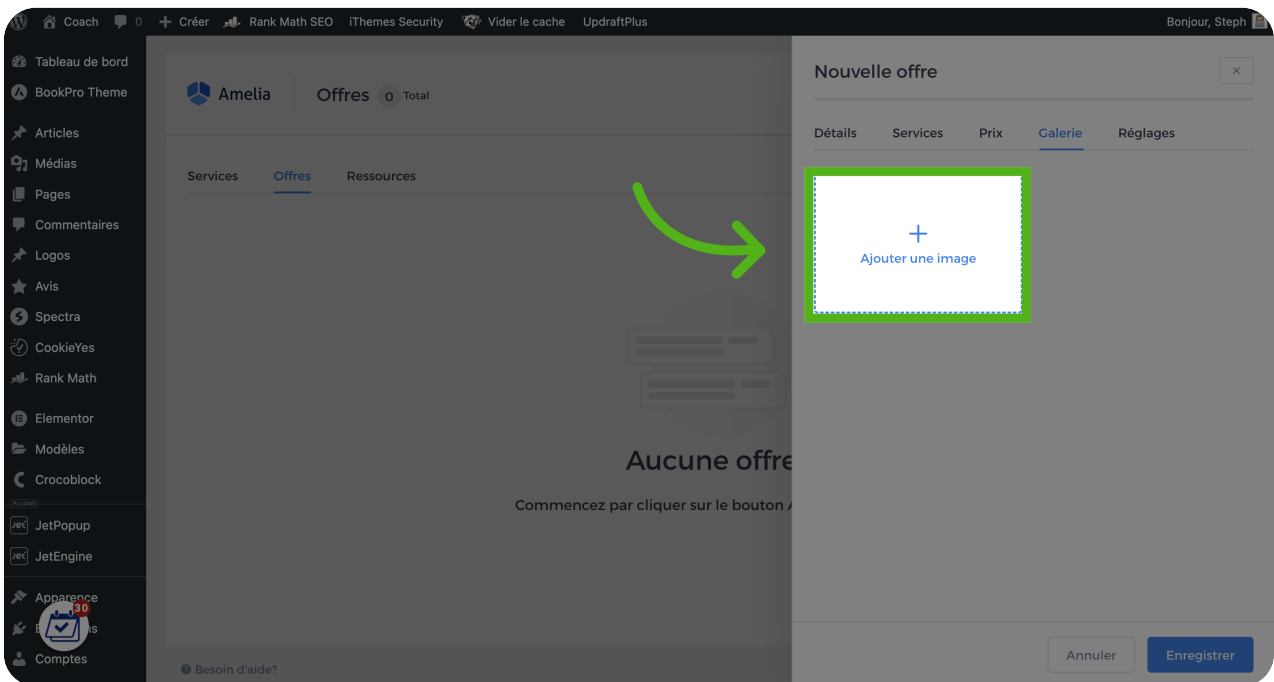 Coach 0 Créer Rank Math SEO iThemes Security Vider le cache UpdraftPlus Bonjour, Steph
Tableau de bord
BookPro Theme
Articles
Médias
Pages
Commentaires
Logos
Avis
Spectra
CookieYes
Rank Math
Elementor
Modèles
Crocoblock
PLUGINS
Jet JetPopup
Jet JetEngine
Apparence
30
Comptes
Amelia Offres 0 Total
Services Offres Ressources
Aucune offre
Commencez par cliquer sur le bouton
Besoin d'aide?
Nouvelle offre
Détails Services Prix Galerie Réglages
Ajouter une image
Annuler Enregistrer